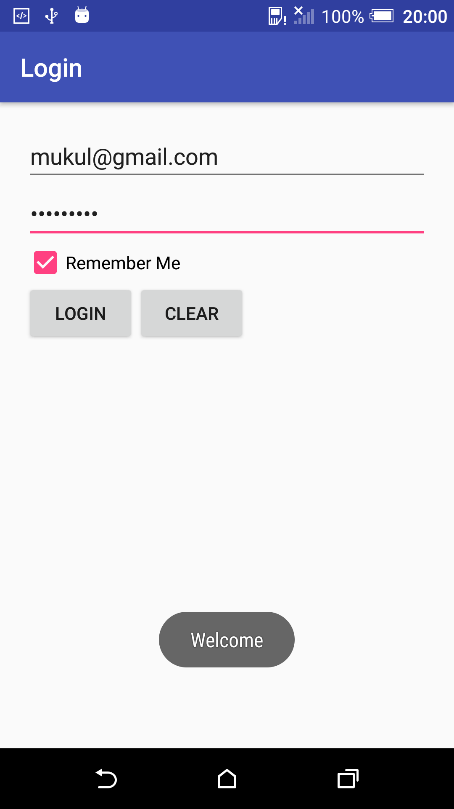 100% 20:00
Login
mukul@gmail.com
•••••••••
Remember Me
LOGIN CLEAR
Welcome